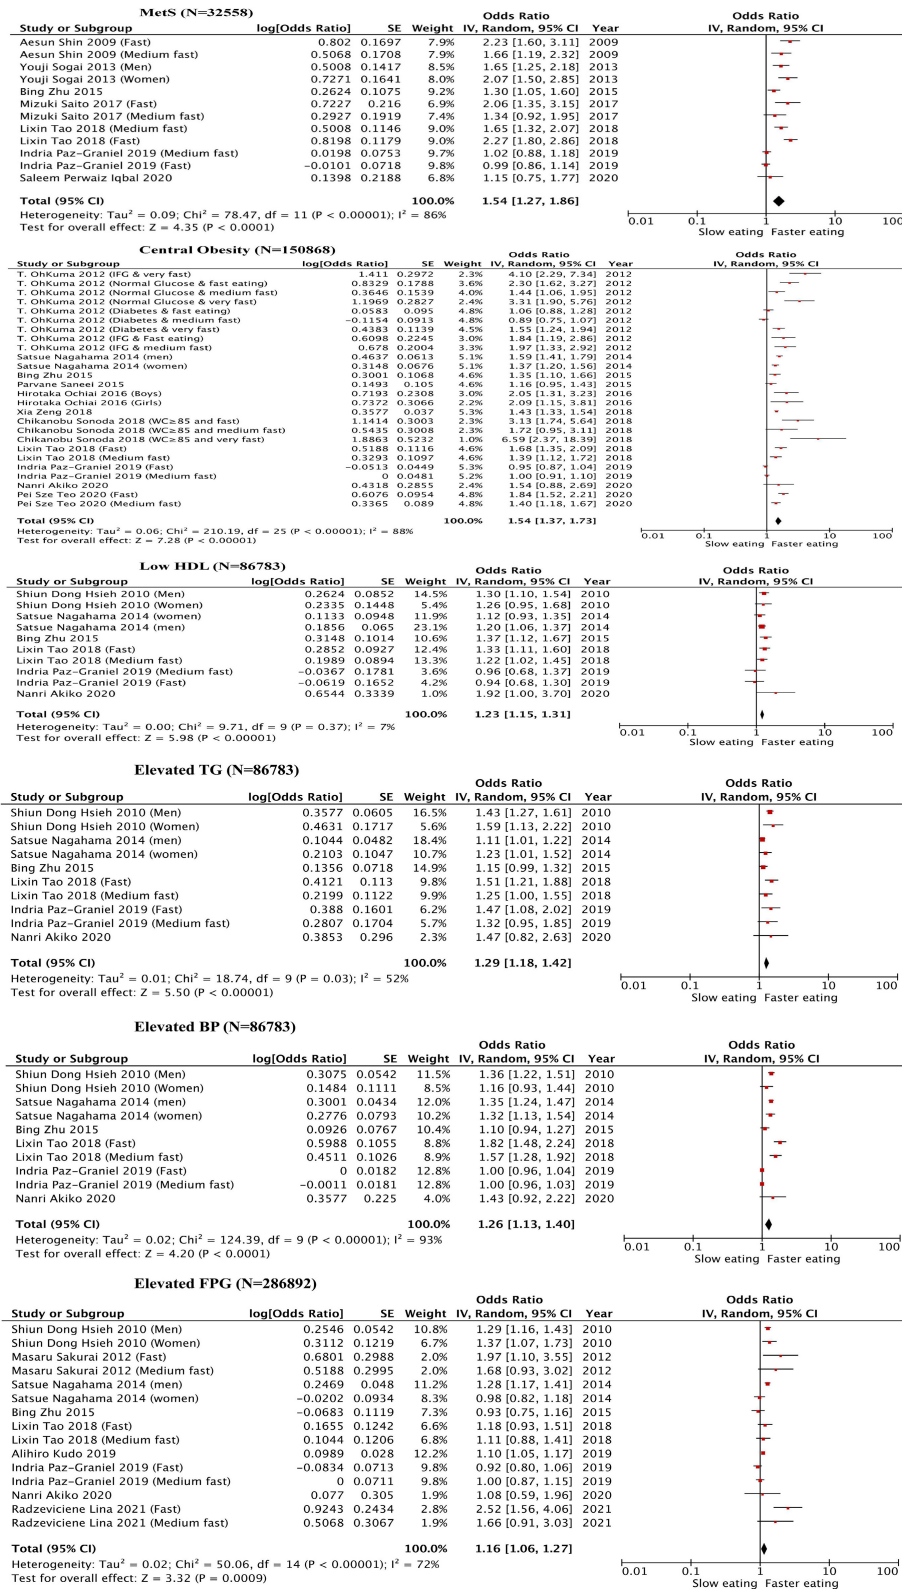 MetS (N=32558)
Odds Ratio Odds Ratio
Study or Subgroup log[Odds Ratio] SE Weight IV, Random, 95% CI Year IV, Random, 95% CI
Aesun Shin 2009 (Fast) 0.802 0.1697 7.9% 2.23 [1.60, 3.11] 2009
Aesun Shin 2009 (Medium fast) 0.5068 0.1708 7.9% 1.66 [1.19, 2.32] 2009
Youji Sogai 2013 (Men) 0.5008 0.1417 8.5% 1.65 [1.25, 2.18] 2013
Youji Sogai 2013 (Women) 0.7271 0.1641 8.0% 2.07 [1.50, 2.85] 2013
Bing Zhu 2015 0.2624 0.1075 9.2% 1.30 [1.05, 1.60] 2015
Mizuki Saito 2017 (Fast) 0.7227 0.216 6.9% 2.06 [1.35, 3.15] 2017
Mizuki Saito 2017 (Medium fast) 0.2927 0.1919 7.4% 1.34 [0.92, 1.95] 2017
Lixin Tao 2018 (Medium fast) 0.5008 0.1146 9.0% 1.65 [1.32, 2.07] 2018
Lixin Tao 2018 (Fast) 0.8198 0.1179 9.0% 2.27 [1.80, 2.86] 2018
Indria Paz-Graniel 2019 (Medium fast) 0.0198 0.0753 9.7% 1.02 [0.88, 1.18] 2019
Indria Paz-Graniel 2019 (Fast) -0.0101 0.0718 9.8% 0.99 [0.86, 1.14] 2019
Saleem Perwaiz Iqbal 2020 0.1398 0.2188 6.8% 1.15 [0.75, 1.77] 2020
Total (95% CI) 100.0% 1.54 [1.27, 1.86]
Heterogeneity: Tau² = 0.09; Chi² = 78.47, df = 11 (P < 0.00001); I² = 86%
Test for overall effect: Z = 4.35 (P < 0.0001)
0.01 0.1 1 10 100
Slow eating Faster eating
Central Obesity (N=150868)
Odds Ratio Odds Ratio
Study or Subgroup log[Odds Ratio] SE Weight IV, Random, 95% CI Year IV, Random, 95% CI
T. OhKuma 2012 (IFG & very fast) 1.411 0.2972 2.3% 4.10 [2.29, 7.34] 2012
T. OhKuma 2012 (Normal Glucose & fast eating) 0.8329 0.1788 3.6% 2.30 [1.62, 3.27] 2012
T. OhKuma 2012 (Normal Glucose & medium fast) 0.3646 0.1539 4.0% 1.44 [1.06, 1.95] 2012
T. OhKuma 2012 (Normal Glucose & very fast) 1.1969 0.2827 2.4% 3.31 [1.90, 5.76] 2012
T. OhKuma 2012 (Diabetes & fast eating) 0.0583 0.095 4.8% 1.06 [0.88, 1.28] 2012
T. OhKuma 2012 (Diabetes & medium fast) -0.1154 0.0913 4.8% 0.89 [0.75, 1.07] 2012
T. OhKuma 2012 (Diabetes & very fast) 0.4383 0.1139 4.6% 1.55 [1.24, 1.94] 2012
T. OhKuma 2012 (IFG & Fast eating) 0.6098 0.2245 3.0% 1.84 [1.19, 2.86] 2012
T. OhKuma 2012 (IFG & medium fast) 0.678 0.2004 3.3% 1.97 [1.33, 2.92] 2012
Satsue Nagahama 2014 (men) 0.4637 0.0613 5.1% 1.59 [1.41, 1.79] 2014
Satsue Nagahama 2014 (women) 0.3148 0.0676 5.1% 1.37 [1.20, 1.56] 2014
Bing Zhu 2015 0.3001 0.1068 4.6% 1.35 [1.10, 1.66] 2015
Parvane Saneei 2015 0.1493 0.105 4.6% 1.16 [0.95, 1.43] 2015
Hirotaka Ochiai 2016 (Boys) 0.7193 0.2308 2.9% 2.05 [1.31, 3.23] 2016
Hirotaka Ochiai 2016 (Girls) 0.7372 0.3066 2.2% 2.09 [1.15, 3.81] 2016
Xia Zeng 2018 0.3577 0.037 5.3% 1.43 [1.33, 1.54] 2018
Chikanobu Sonoda 2018 (WC≥85 and fast) 1.1414 0.3003 2.3% 3.13 [1.74, 5.64] 2018
Chikanobu Sonoda 2018 (WC≥85 and medium fast) 0.5435 0.3008 2.3% 1.72 [0.95, 3.11] 2018
Chikanobu Sonoda 2018 (WC≥85 and very fast) 1.8863 0.5232 1.0% 6.59 [2.37, 18.39] 2018
Lixin Tao 2018 (Fast) 0.5188 0.1116 4.6% 1.68 [1.35, 2.09] 2018
Lixin Tao 2018 (Medium fast) 0.3293 0.1097 4.6% 1.39 [1.12, 1.72] 2018
Indria Paz-Graniel 2019 (Fast) -0.0513 0.0449 5.2% 0.95 [0.87, 1.04] 2019
Indria Paz-Graniel 2019 (Medium fast) 0 0.0481 5.2% 1.00 [0.91, 1.10] 2019
Nanri Akiko 2020 0.4318 0.2855 2.4% 1.54 [0.88, 2.69] 2020
Pei Sze Teo 2020 (Fast) 0.6076 0.0954 4.8% 1.84 [1.52, 2.21] 2020
Pei Sze Teo 2020 (Medium fast) 0.3365 0.089 4.8% 1.40 [1.18, 1.67] 2020
Total (95% CI) 100.0% 1.54 [1.37, 1.73]
Heterogeneity: Tau² = 0.06; Chi² = 210.19, df = 25 (P < 0.00001); I² = 88%
Test for overall effect: Z = 7.28 (P < 0.00001)
0.01 0.1 1 10 100
Slow eating Faster eating
Low HDL (N=86783)
Odds Ratio Odds Ratio
Study or Subgroup log[Odds Ratio] SE Weight IV, Random, 95% CI Year IV, Random, 95% CI
Shiun Dong Hsieh 2010 (Men) 0.2624 0.0852 14.5% 1.30 [1.10, 1.54] 2010
Shiun Dong Hsieh 2010 (Women) 0.2335 0.1448 5.4% 1.26 [0.95, 1.68] 2010
Satsue Nagahama 2014 (women) 0.1133 0.0948 11.9% 1.12 [0.93, 1.35] 2014
Satsue Nagahama 2014 (men) 0.1856 0.065 23.1% 1.20 [1.06, 1.37] 2014
Bing Zhu 2015 0.3148 0.1014 10.6% 1.37 [1.12, 1.67] 2015
Lixin Tao 2018 (Fast) 0.2852 0.0927 12.4% 1.33 [1.11, 1.60] 2018
Lixin Tao 2018 (Medium fast) 0.1989 0.0894 13.3% 1.22 [1.02, 1.45] 2018
Indria Paz-Graniel 2019 (Medium fast) -0.0367 0.1781 3.6% 0.96 [0.68, 1.37] 2019
Indria Paz-Graniel 2019 (Fast) -0.0619 0.1652 4.2% 0.94 [0.68, 1.30] 2019
Nanri Akiko 2020 0.6544 0.3339 1.0% 1.92 [1.00, 3.70] 2020
Total (95% CI) 100.0% 1.23 [1.15, 1.31]
Heterogeneity: Tau² = 0.00; Chi² = 9.71, df = 9 (P = 0.37); I² = 7%
Test for overall effect: Z = 5.98 (P < 0.00001)
0.01 0.1 1 10 100
Slow eating Faster eating
Elevated TG (N=86783)
Odds Ratio Odds Ratio
Study or Subgroup log[Odds Ratio] SE Weight IV, Random, 95% CI Year IV, Random, 95% CI
Shiun Dong Hsieh 2010 (Men) 0.3577 0.0605 16.5% 1.43 [1.27, 1.61] 2010
Shiun Dong Hsieh 2010 (Women) 0.4631 0.1717 5.6% 1.59 [1.13, 2.22] 2010
Satsue Nagahama 2014 (men) 0.1044 0.0482 18.4% 1.11 [1.01, 1.22] 2014
Satsue Nagahama 2014 (women) 0.2103 0.1047 10.7% 1.23 [1.01, 1.52] 2014
Bing Zhu 2015 0.1356 0.0718 14.9% 1.15 [0.99, 1.32] 2015
Lixin Tao 2018 (Fast) 0.4121 0.113 9.8% 1.51 [1.21, 1.88] 2018
Lixin Tao 2018 (Medium fast) 0.2199 0.1122 9.9% 1.25 [1.00, 1.55] 2018
Indria Paz-Graniel 2019 (Fast) 0.388 0.1601 6.2% 1.47 [1.08, 2.02] 2019
Indria Paz-Graniel 2019 (Medium fast) 0.2807 0.1704 5.7% 1.32 [0.95, 1.85] 2019
Nanri Akiko 2020 0.3853 0.296 2.3% 1.47 [0.82, 2.63] 2020
Total (95% CI) 100.0% 1.29 [1.18, 1.42]
Heterogeneity: Tau² = 0.01; Chi² = 18.74, df = 9 (P = 0.03); I² = 52%
Test for overall effect: Z = 5.50 (P < 0.00001)
0.01 0.1 1 10 100
Slow eating Faster eating
Elevated BP (N=86783)
Odds Ratio Odds Ratio
Study or Subgroup log[Odds Ratio] SE Weight IV, Random, 95% CI Year IV, Random, 95% CI
Shiun Dong Hsieh 2010 (Men) 0.3075 0.0542 11.5% 1.36 [1.22, 1.51] 2010
Shiun Dong Hsieh 2010 (Women) 0.1484 0.1111 8.5% 1.16 [0.93, 1.44] 2010
Satsue Nagahama 2014 (men) 0.3001 0.0434 12.0% 1.35 [1.24, 1.47] 2014
Satsue Nagahama 2014 (women) 0.2776 0.0793 10.2% 1.32 [1.13, 1.54] 2014
Bing Zhu 2015 0.0926 0.0767 10.3% 1.10 [0.94, 1.27] 2015
Lixin Tao 2018 (Fast) 0.5988 0.1055 8.8% 1.82 [1.48, 2.24] 2018
Lixin Tao 2018 (Medium fast) 0.4511 0.1026 8.9% 1.57 [1.28, 1.92] 2018
Indria Paz-Graniel 2019 (Fast) 0 0.0182 12.8% 1.00 [0.96, 1.04] 2019
Indria Paz-Graniel 2019 (Medium fast) -0.0011 0.0181 12.8% 1.00 [0.96, 1.03] 2019
Nanri Akiko 2020 0.3577 0.225 4.0% 1.43 [0.92, 2.22] 2020
Total (95% CI) 100.0% 1.26 [1.13, 1.40]
Heterogeneity: Tau² = 0.02; Chi² = 124.39, df = 9 (P < 0.00001); I² = 93%
Test for overall effect: Z = 4.20 (P < 0.0001)
0.01 0.1 1 10 100
Slow eating Faster eating
Elevated FPG (N=286892)
Odds Ratio Odds Ratio
Study or Subgroup log[Odds Ratio] SE Weight IV, Random, 95% CI Year IV, Random, 95% CI
Shiun Dong Hsieh 2010 (Men) 0.2546 0.0542 10.8% 1.29 [1.16, 1.43] 2010
Shiun Dong Hsieh 2010 (Women) 0.3112 0.1219 6.7% 1.37 [1.07, 1.73] 2010
Masaru Sakurai 2012 (Fast) 0.6801 0.2988 2.0% 1.97 [1.10, 3.55] 2012
Masaru Sakurai 2012 (Medium fast) 0.5188 0.2995 2.0% 1.68 [0.93, 3.02] 2012
Satsue Nagahama 2014 (men) 0.2469 0.048 11.2% 1.28 [1.17, 1.41] 2014
Satsue Nagahama 2014 (women) -0.0202 0.0934 8.3% 0.98 [0.82, 1.18] 2014
Bing Zhu 2015 -0.0683 0.1119 7.3% 0.93 [0.75, 1.16] 2015
Lixin Tao 2018 (Fast) 0.1655 0.1242 6.6% 1.18 [0.93, 1.51] 2018
Lixin Tao 2018 (Medium fast) 0.1044 0.1206 6.8% 1.11 [0.88, 1.41] 2018
Alihiro Kudo 2019 0.0989 0.028 12.2% 1.10 [1.05, 1.17] 2019
Indria Paz-Graniel 2019 (Fast) -0.0834 0.0713 9.8% 0.92 [0.80, 1.06] 2019
Indria Paz-Graniel 2019 (Medium fast) 0 0.0711 9.8% 1.00 [0.87, 1.15] 2019
Nanri Akiko 2020 0.077 0.305 1.9% 1.08 [0.59, 1.96] 2020
Radzeviciene Lina 2021 (Fast) 0.9243 0.2434 2.8% 2.52 [1.56, 4.06] 2021
Radzeviciene Lina 2021 (Medium fast) 0.5068 0.3067 1.9% 1.66 [0.91, 3.03] 2021
Total (95% CI) 100.0% 1.16 [1.06, 1.27]
Heterogeneity: Tau² = 0.02; Chi² = 50.06, df = 14 (P < 0.00001); I² = 72%
Test for overall effect: Z = 3.32 (P = 0.0009)
0.01 0.1 1 10 100
Slow eating Faster eating